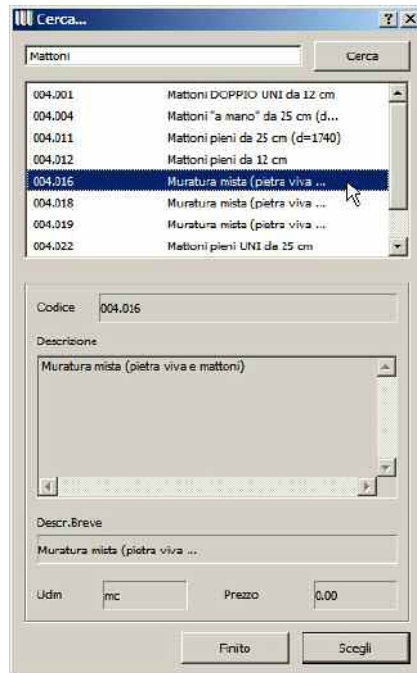 Cerca...
Mattoni Cerca
004.001 Mattoni DOPPIO UNI da 12 cm
004.004 Mattoni "a mano" da 25 cm (d...
004.011 Mattoni pieni da 25 cm (d=1740)
004.012 Mattoni pieni da 12 cm
004.016 Muratura mista (pietra viva ...
004.018 Muratura mista (pietra viva ...
004.019 Muratura mista (pietra viva ...
004.022 Mattoni pieni UNI da 25 cm
Codice 004.016
Descrizione
Muratura mista (pietra viva e mattoni)
Descr.Breve
Muratura mista (pietra viva ...
Udm mc Prezzo 0.00
Finito Scegli